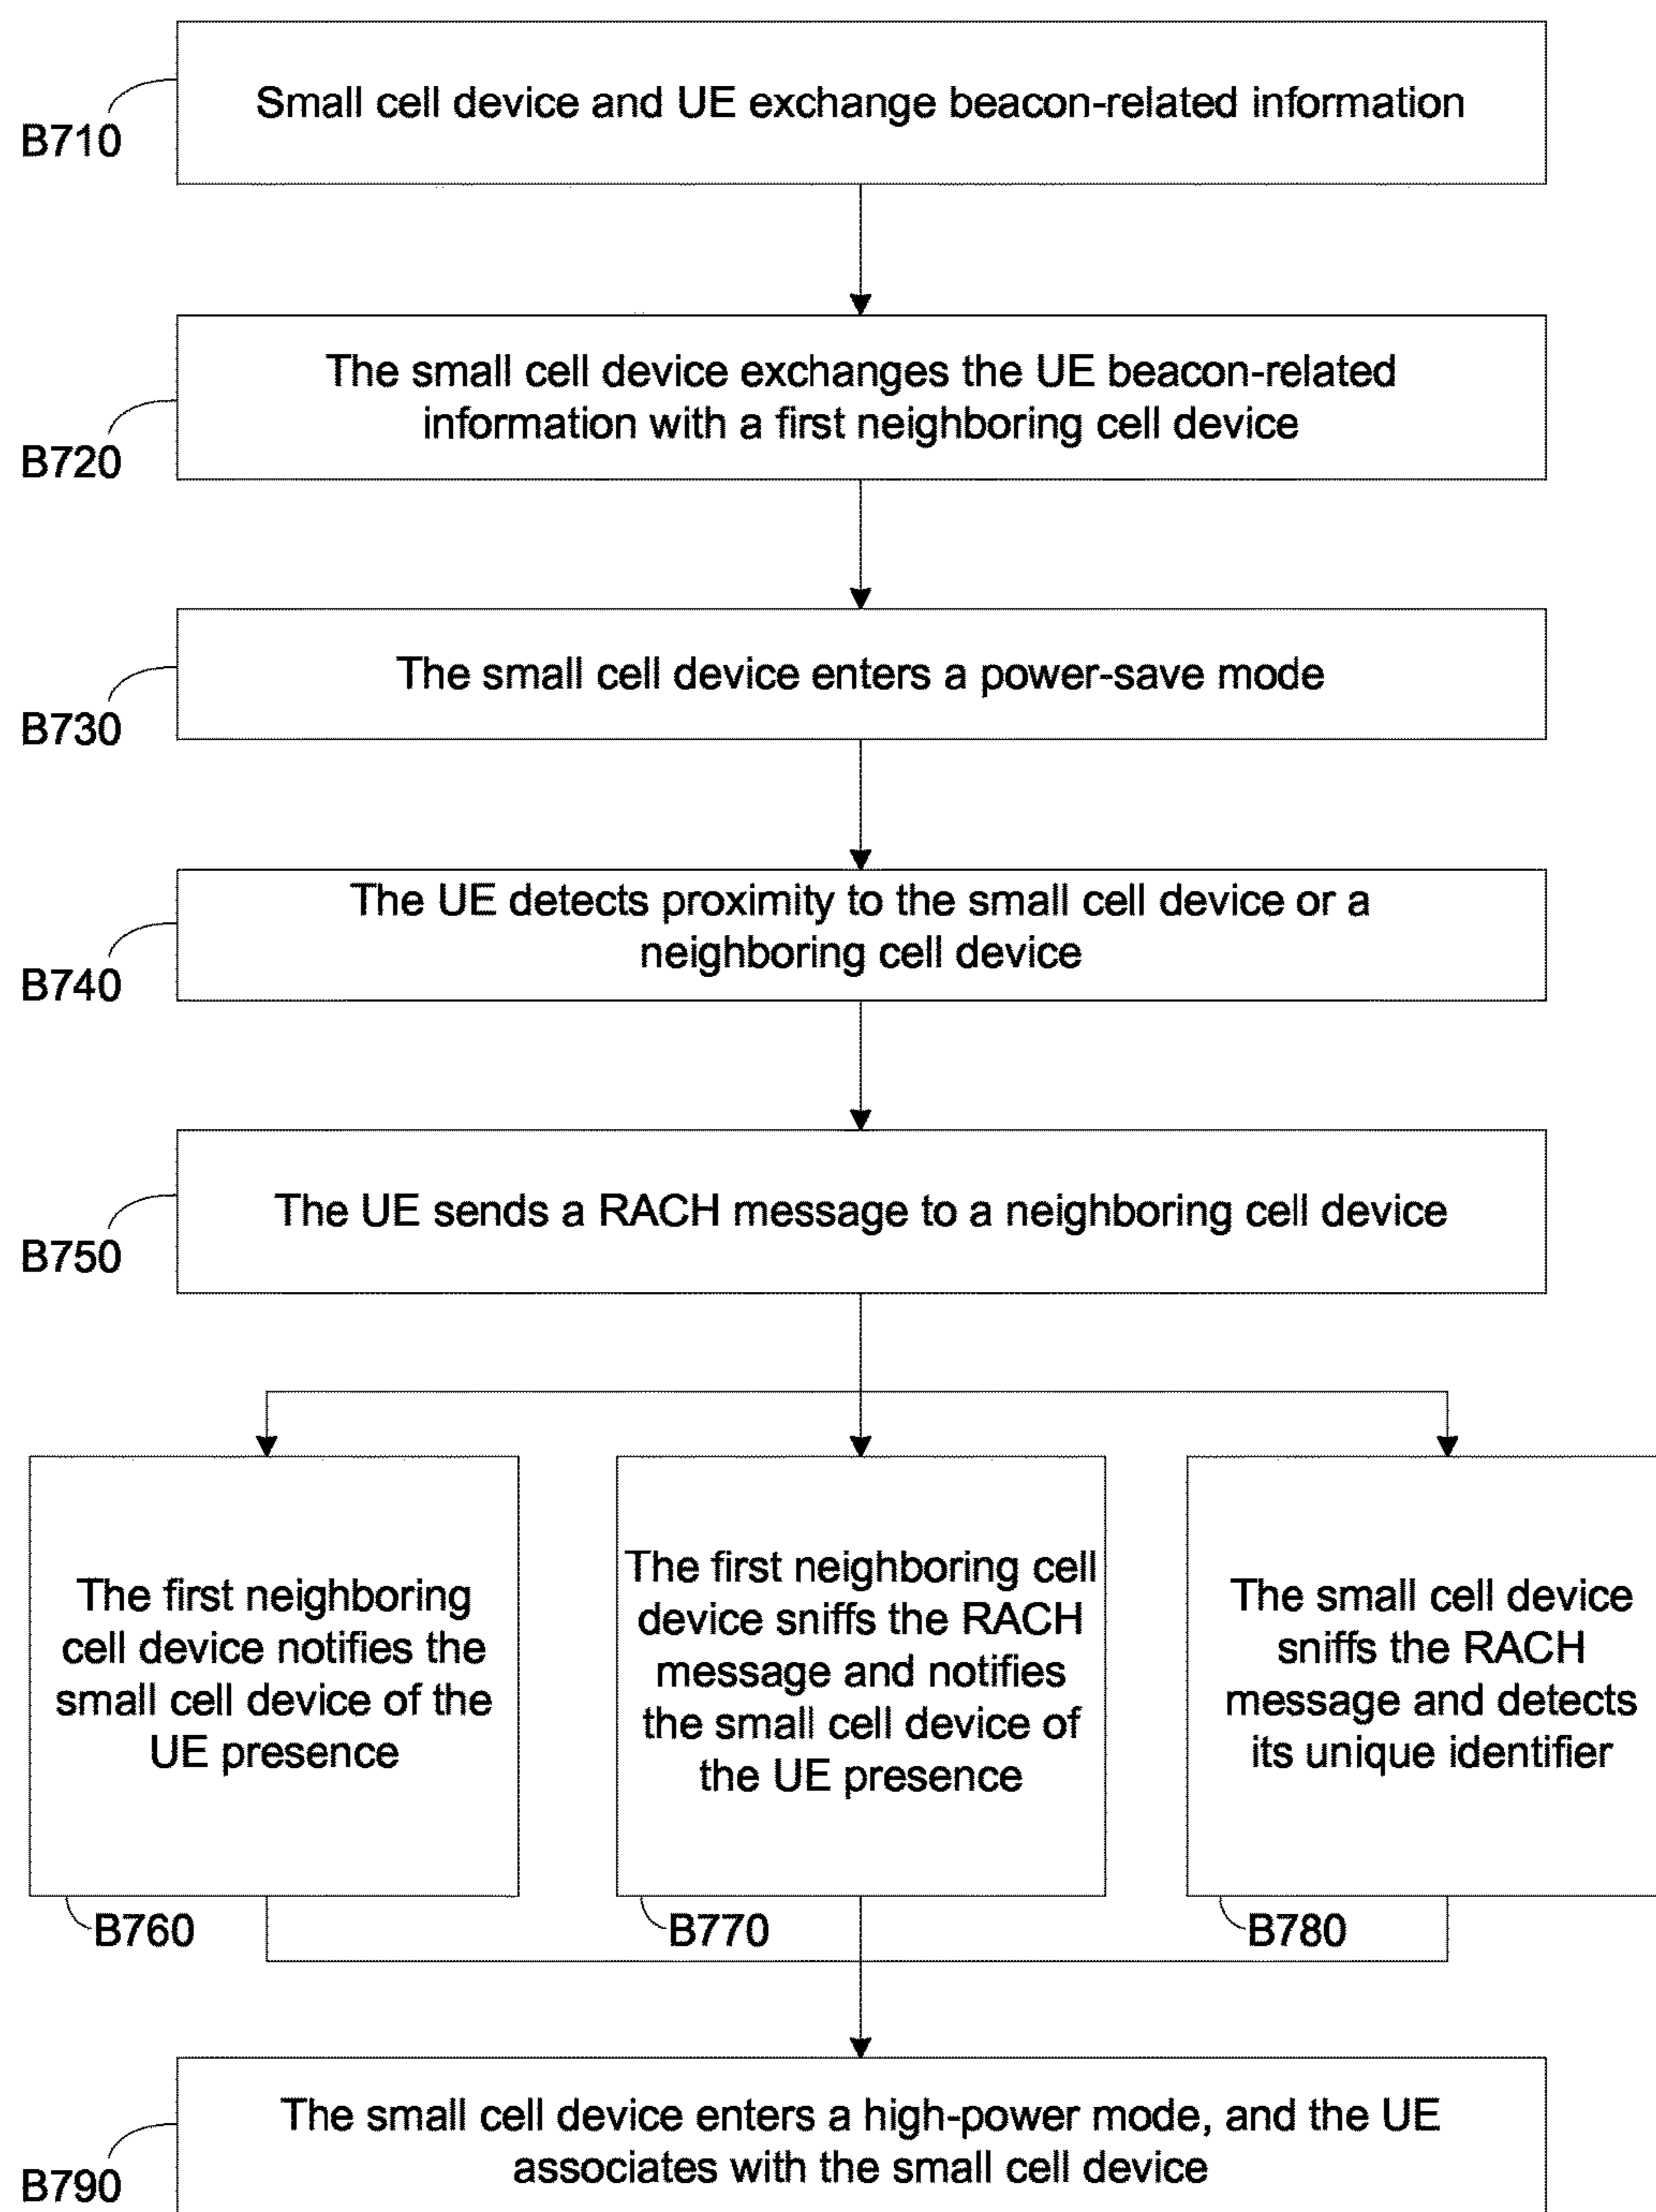 Small cell device and UE exchange beacon-related information
B710
The small cell device exchanges the UE beacon-related
information with a first neighboring cell device
B720
The small cell device enters a power-save mode
B730
The UE detects proximity to the small cell device or a
neighboring cell device
B740
The UE sends a RACH message to a neighboring cell device
B750
The first neighboring
cell device notifies the
small cell device of the
UE presence
B760
The first neighboring cell
device sniffs the RACH
message and notifies
the small cell device of
the UE presence
B770
The small cell device
sniffs the RACH
message and detects
its unique identifier
B780
The small cell device enters a high-power mode, and the UE
associates with the small cell device
B790